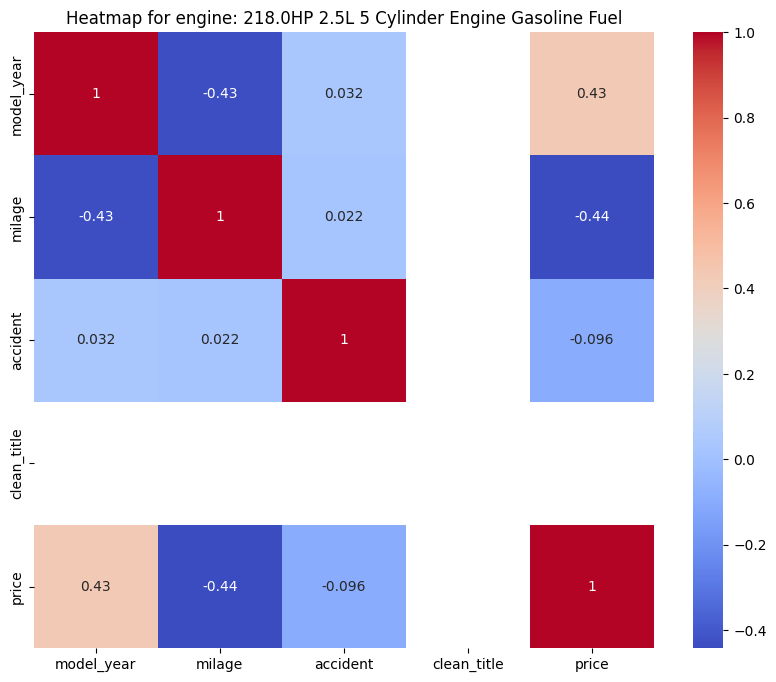 Heatmap for engine: 218.0HP 2.5L 5 Cylinder Engine Gasoline Fuel
model_year
1
-0.43
0.032
0.43
milage
-0.43
1
0.022
-0.44
accident
0.032
0.022
1
-0.096
clean_title
price
0.43
-0.44
-0.096
1
model_year
milage
accident
clean_title
price
1.0
0.8
0.6
0.4
0.2
0.0
−0.2
−0.4